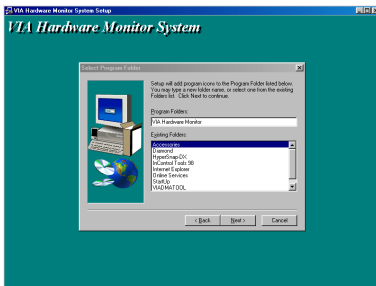 VIA Hardware Monitor System Setup
VIA Hardware Monitor System
Select Program Folder
Setup will add program icons to the Program Folder listed below.
You may type a new folder name, or select one from the existing
Folders list. Click Next to continue.
Program Folders:
VIA Hardware Monitor
Existing Folders:
Accessories
Diamond
HyperSnap-DX
InControl Tools 98
Internet Explorer
Online Services
StartUp
VIADMATOOL
< Back
Next >
Cancel